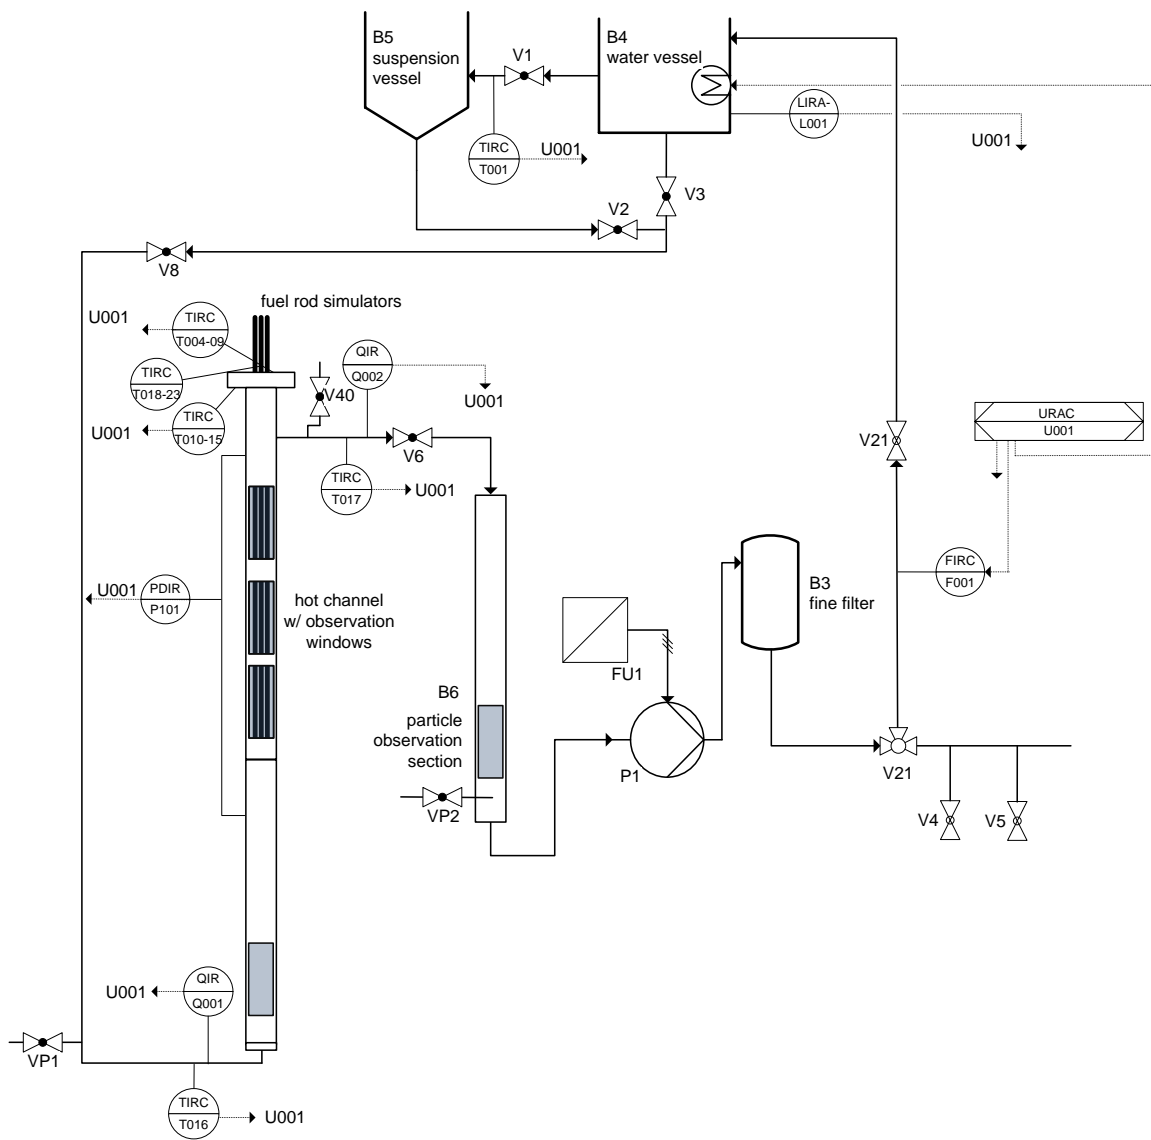 B5
suspension
vessel
V1
B4
water vessel
LIRA-
L001
U001
TIRC
T001
U001
V3
V2
V8
fuel rod simulators
U001
TIRC
T004-09
TIRC
T018-23
U001
TIRC
T010-15
V40
QIR
Q002
U001
V6
TIRC
T017
U001
V21
URAC
U001
FIRC
F001
U001
PDIR
P101
hot channel
w/ observation
windows
B3
fine filter
FU1
B6
particle
observation
section
P1
V21
VP2
V4
V5
U001
QIR
Q001
VP1
TIRC
T016
U001